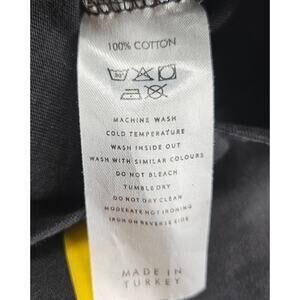 100% COTTON
30°
MACHINE WASH
COLD TEMPERATURE
WASH INSIDE OUT
WASH WITH SIMILAR COLOURS
DO NOT BLEACH
TUMBLE DRY
DO NOT DRY CLEAN
MODERATE HOT IRONING
IRON ON REVERSE SIDE
MADE IN
TURKEY